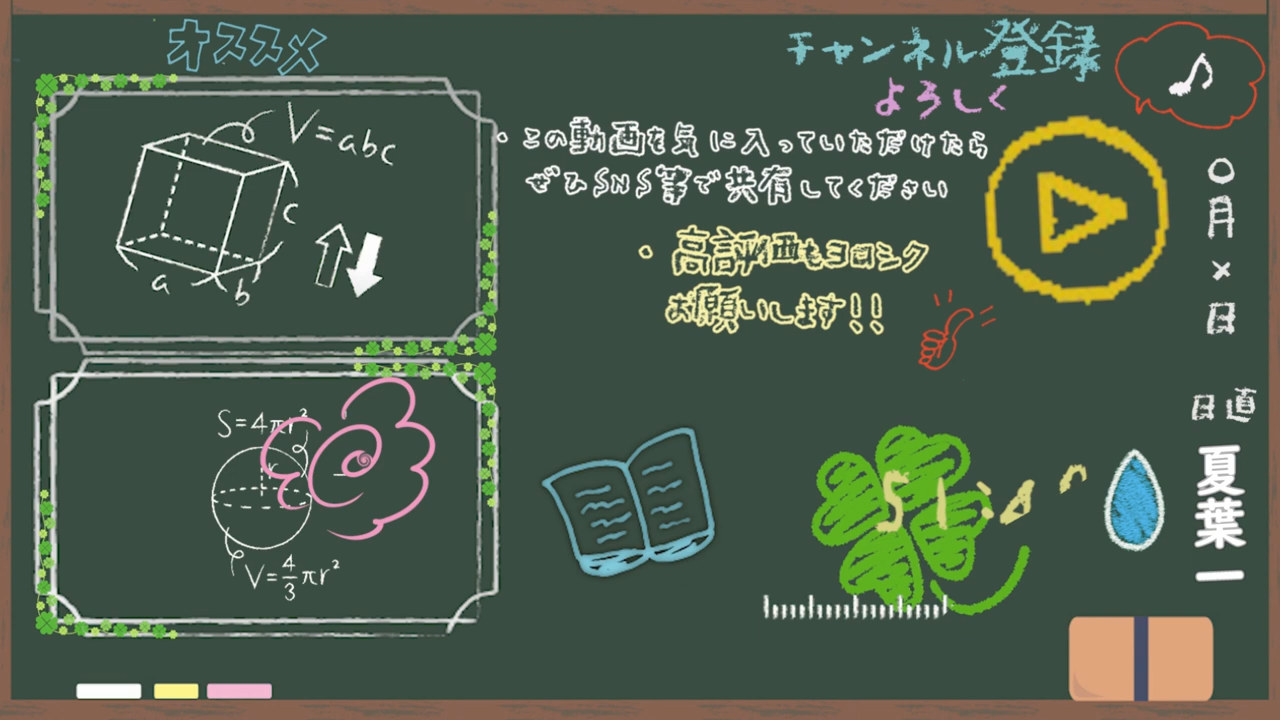 オススメ
V=abc
c
a
b
S=4πr²
r
V=4/3πr²
チャンネル登録
よろしく
・この動画を気に入っていただけたら
ぜひSNS等で共有してください
・高評価もヨロシク
お願いします!!
〇月×日
日直
夏葉一